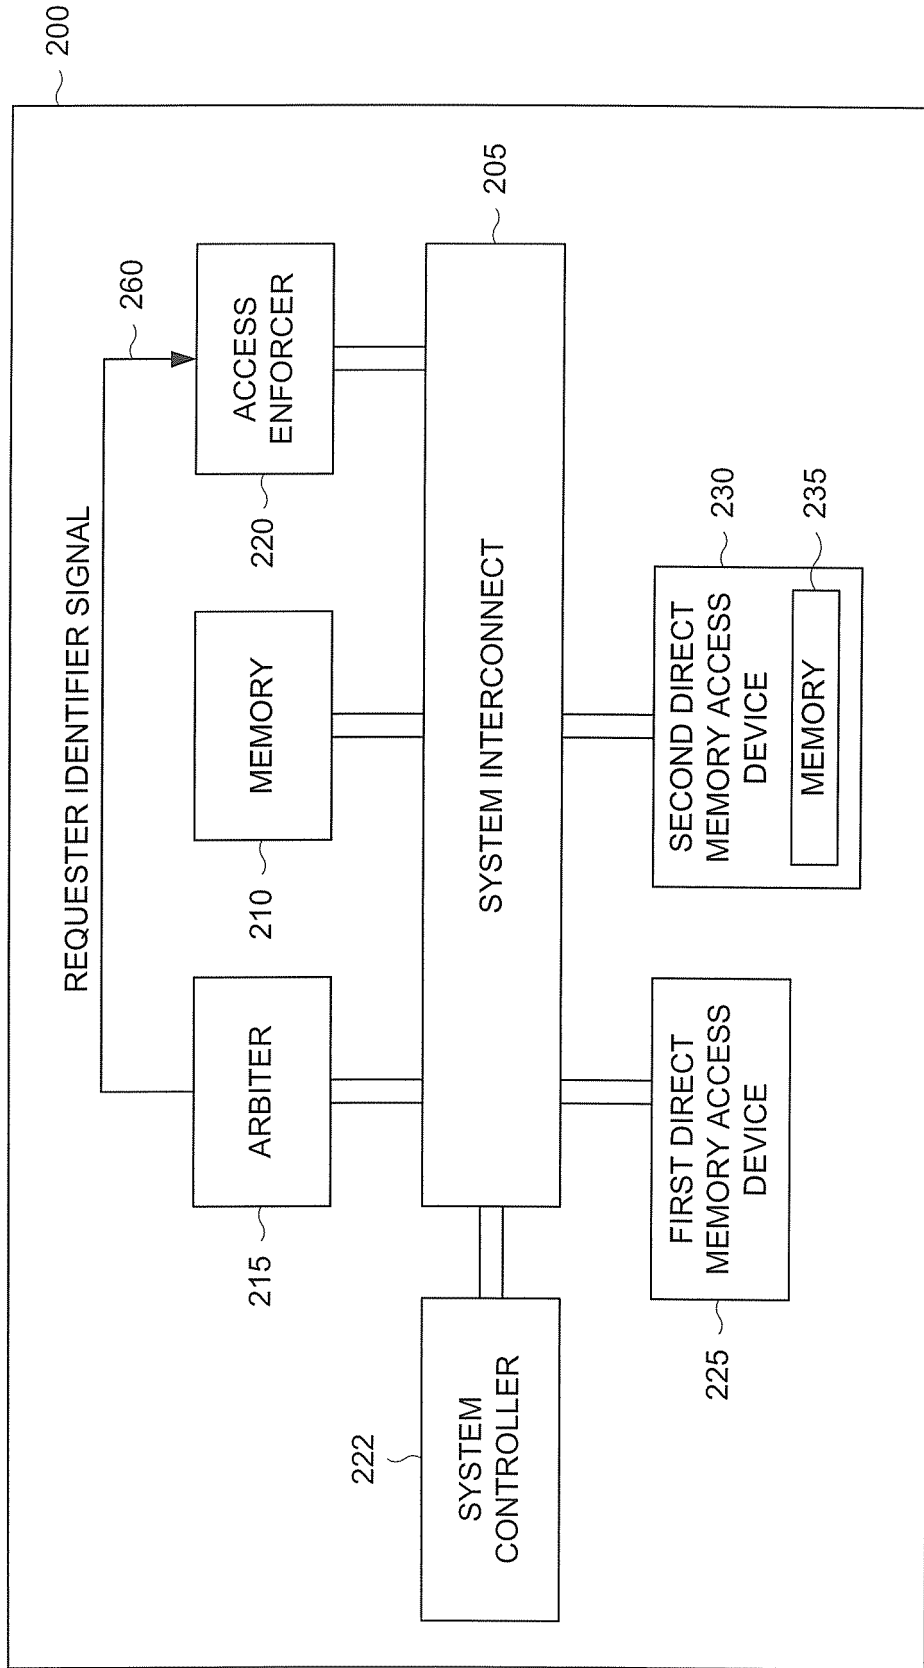 200
REQUESTER IDENTIFIER SIGNAL
260
ARBITER
215
MEMORY
210
ACCESS
ENFORCER
220
SYSTEM INTERCONNECT
205
SYSTEM
CONTROLLER
222
FIRST DIRECT
MEMORY ACCESS
DEVICE
225
SECOND DIRECT
MEMORY ACCESS
DEVICE
230
MEMORY
235